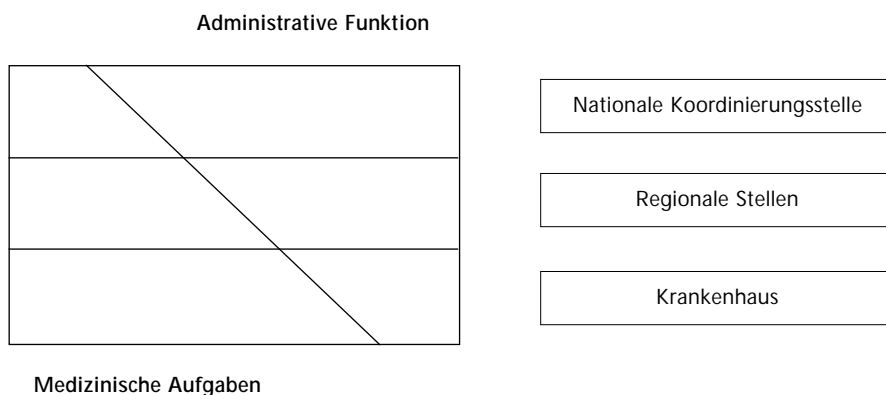 Administrative Funktion
Nationale Koordinierungsstelle
Regionale Stellen
Krankenhaus
Medizinische Aufgaben